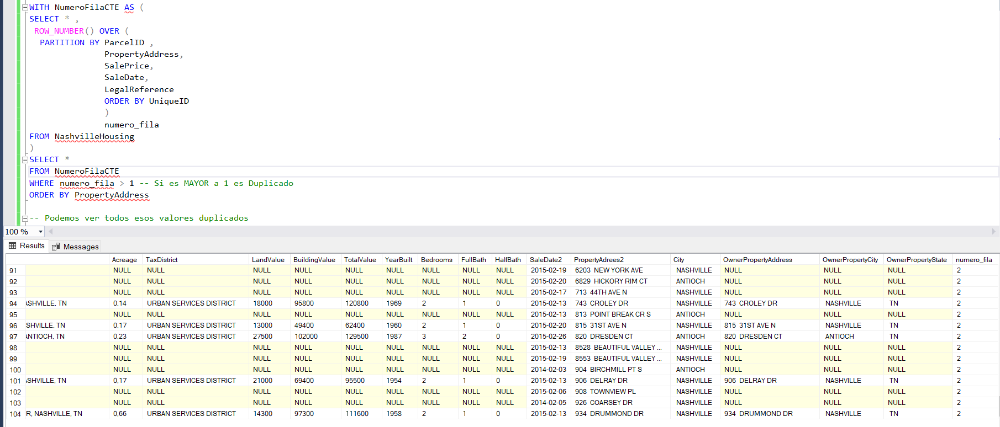 WITH NumeroFilaCTE AS (
SELECT * ,
ROW_NUMBER() OVER (
PARTITION BY ParcelID ,
PropertyAddress,
SalePrice,
SaleDate,
LegalReference
ORDER BY UniqueID
)
numero_fila
FROM NashvilleHousing
)
SELECT *
FROM NumeroFilaCTE
WHERE numero_fila > 1 -- Si es MAYOR a 1 es Duplicado
ORDER BY PropertyAddress
-- Podemos ver todos esos valores duplicados
100 %
Results Messages
Acreage TaxDistrict LandValue BuildingValue TotalValue YearBuilt Bedrooms FullBath HalfBath SaleDate2 PropertyAdrees2 City OwnerPropertyAddress OwnerPropertyCity OwnerPropertyState numero_fila
91 NULL NULL NULL NULL NULL NULL NULL NULL NULL 2015-02-19 6203 NEW YORK AVE NASHVILLE NULL NULL NULL 2
92 NULL NULL NULL NULL NULL NULL NULL NULL NULL 2015-02-20 6829 HICKORY RIM CT ANTIOCH NULL NULL NULL 2
93 NULL NULL NULL NULL NULL NULL NULL NULL NULL 2015-02-17 713 44TH AVE N NASHVILLE NULL NULL NULL 2
94 ASHVILLE, TN 0,14 URBAN SERVICES DISTRICT 18000 95800 120800 1969 2 1 0 2015-02-13 743 CROLEY DR NASHVILLE 743 CROLEY DR NASHVILLE TN 2
95 NULL NULL NULL NULL NULL NULL NULL NULL NULL 2015-02-13 813 POINT BREAK CR S ANTIOCH NULL NULL NULL 2
96 SHVILLE, TN 0,17 URBAN SERVICES DISTRICT 13000 49400 62400 1960 2 1 0 2015-02-20 815 31ST AVE N NASHVILLE 815 31ST AVE N NASHVILLE TN 2
97 ANTIOCH, TN 0,23 URBAN SERVICES DISTRICT 27500 102000 129500 1987 3 2 0 2015-02-26 820 DRESDEN CT ANTIOCH 820 DRESDEN CT ANTIOCH TN 2
98 NULL NULL NULL NULL NULL NULL NULL NULL NULL 2015-02-13 8528 BEAUTIFUL VALLEY ... NASHVILLE NULL NULL NULL 2
99 NULL NULL NULL NULL NULL NULL NULL NULL NULL 2015-02-19 8553 BEAUTIFUL VALLEY ... NASHVILLE NULL NULL NULL 2
100 NULL NULL NULL NULL NULL NULL NULL NULL NULL 2014-02-03 904 BIRCHMILL PT S ANTIOCH NULL NULL NULL 2
101 ASHVILLE, TN 0,17 URBAN SERVICES DISTRICT 21000 69400 95500 1954 2 1 0 2015-02-13 906 DELRAY DR NASHVILLE 906 DELRAY DR NASHVILLE TN 2
102 NULL NULL NULL NULL NULL NULL NULL NULL NULL 2015-02-06 908 TOWNVIEW PL NASHVILLE NULL NULL NULL 2
103 NULL NULL NULL NULL NULL NULL NULL NULL NULL 2014-02-05 926 COARSEY DR NASHVILLE NULL NULL NULL 2
104 R, NASHVILLE, TN 0,66 URBAN SERVICES DISTRICT 14300 97300 111600 1958 2 1 0 2015-02-13 934 DRUMMOND DR NASHVILLE 934 DRUMMOND DR NASHVILLE TN 2